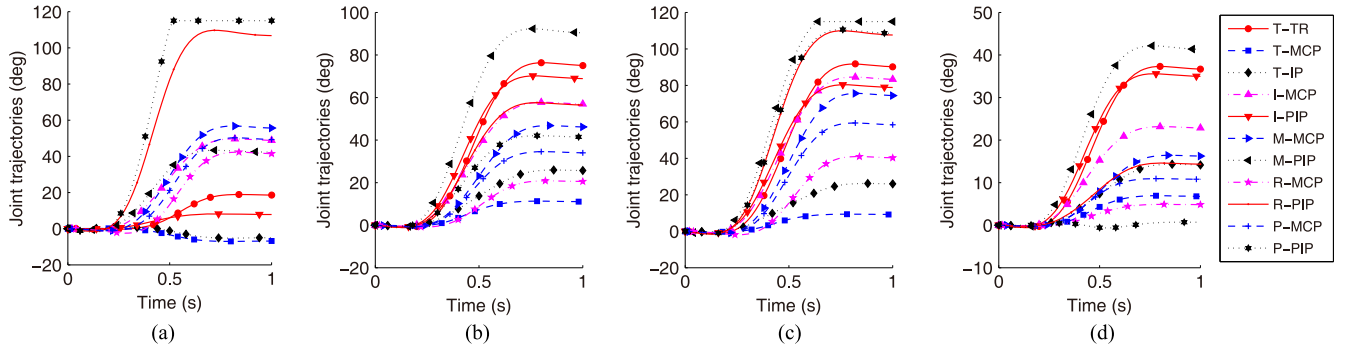 Joint trajectories (deg)
120
100
80
60
40
20
0
−20
0
0.5
1
Time (s)
(a)
Joint trajectories (deg)
100
80
60
40
20
0
−20
0
0.5
1
Time (s)
(b)
Joint trajectories (deg)
120
100
80
60
40
20
0
−20
0
0.5
1
Time (s)
(c)
Joint trajectories (deg)
50
40
30
20
10
0
−10
0
0.5
1
Time (s)
(d)
T−TR
T−MCP
T−IP
I−MCP
I−PIP
M−MCP
M−PIP
R−MCP
R−PIP
P−MCP
P−PIP